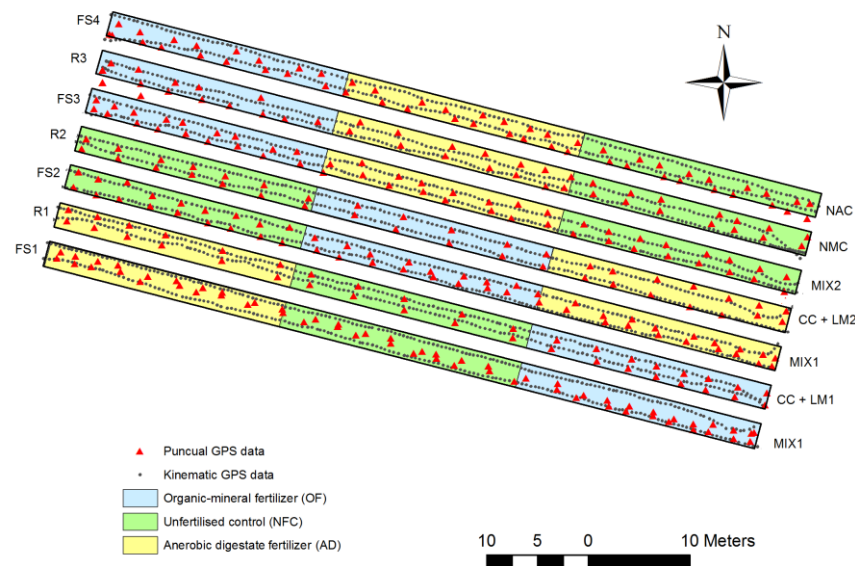 FS4
N
R3
FS3
R2
FS2
R1
FS1
NAC
NMC
MIX2
CC + LM2
MIX1
CC + LM1
MIX1
Puncual GPS data
Kinematic GPS data
Organic-mineral fertilizer (OF)
Unfertilised control (NFC)
Anerobic digestate fertilizer (AD)
10 5 0 10 Meters